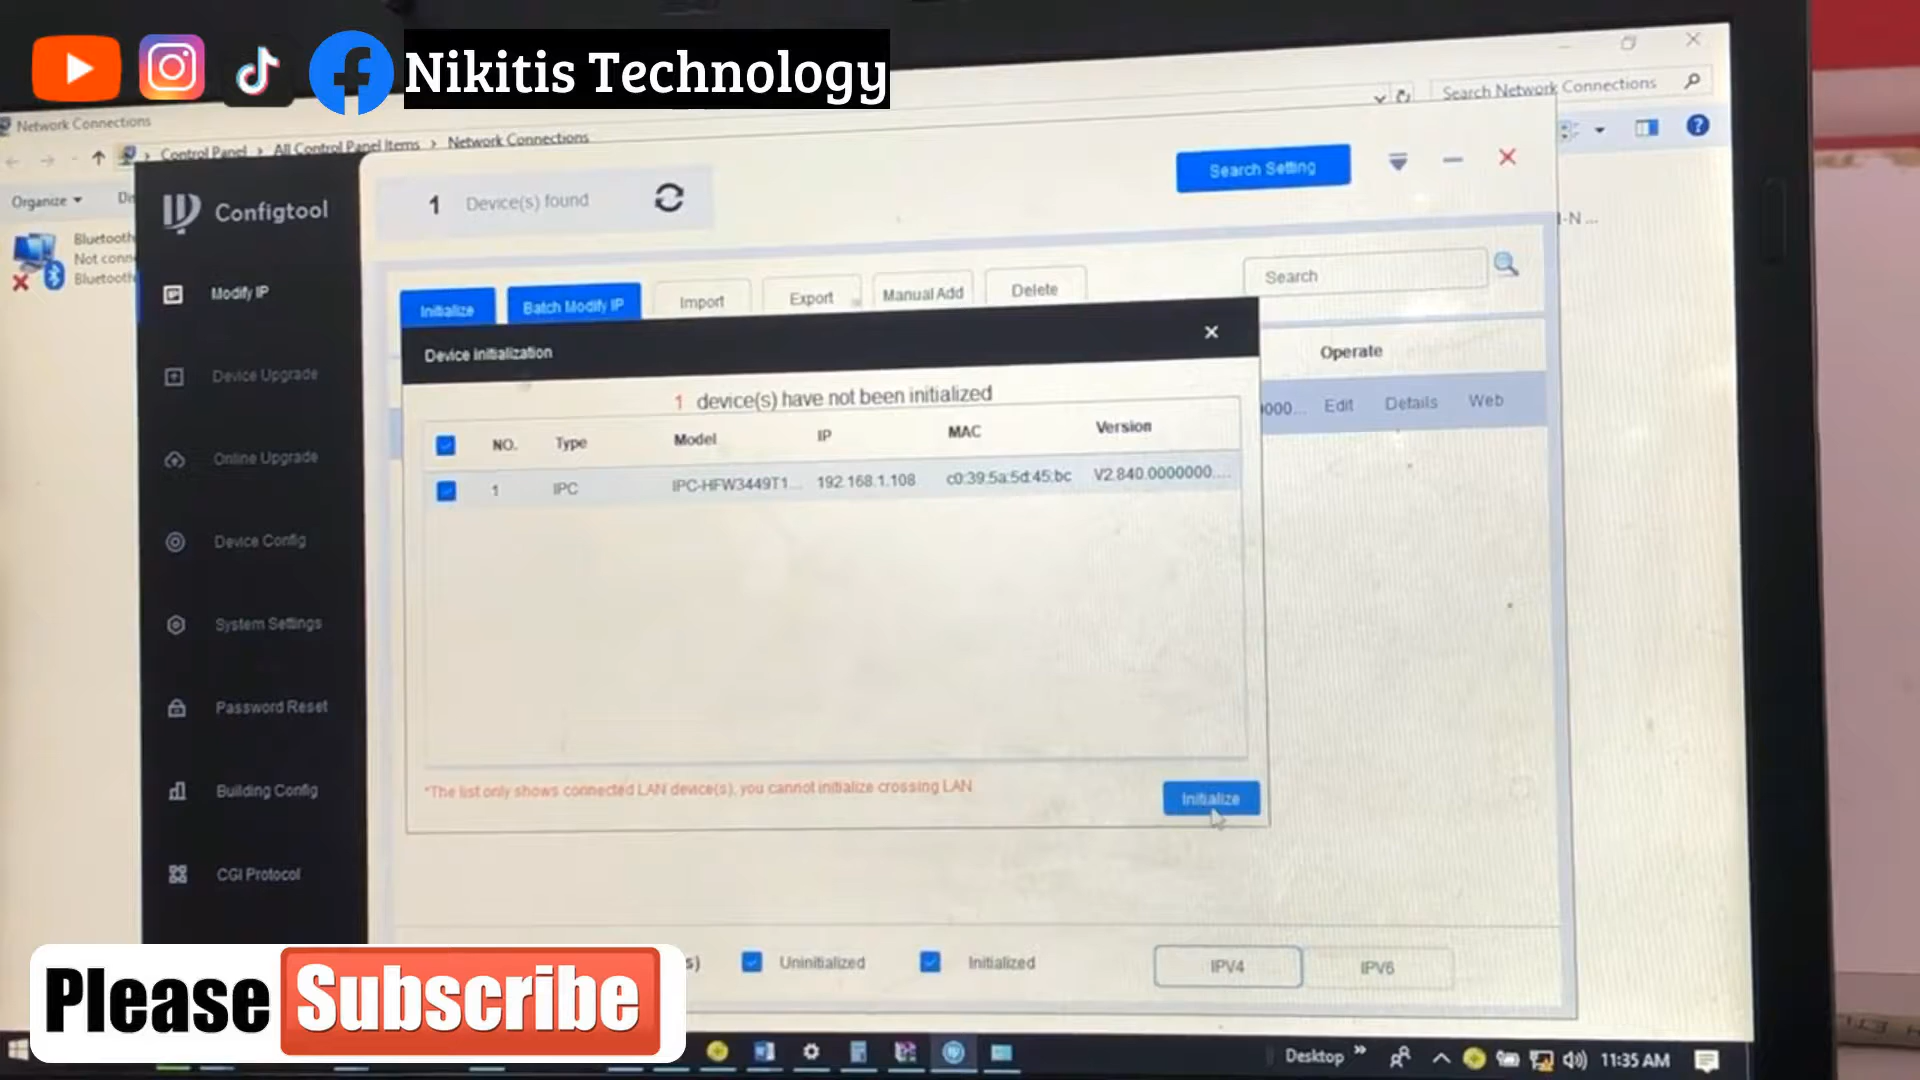 Nikitis Technology
Network Connections
Search Network Connections
Control Panel > All Control Panel Items > Network Connections
Organize
Bluetooth
Not conn
Bluetooth
Configtool
1 Device(s) found
Search Setting
Modify IP
Device Upgrade
Online Upgrade
Device Config
System Settings
Password Reset
Building Config
CGI Protocol
Initialize
Batch Modify IP
Import
Export
Manual Add
Delete
Search
Operate
Edit Details Web
Device initialization
1 device(s) have not been initialized
NO. Type Model IP MAC Version
1 IPC IPC-HFW3449T1... 192.168.1.108 c0:39:5a:5d:45:bc V2.840.0000000....
*The list only shows connected LAN device(s), you cannot initialize crossing LAN
Initialize
Uninitialized
Initialized
IPV4
IPV6
Please Subscribe
Desktop
11:35 AM